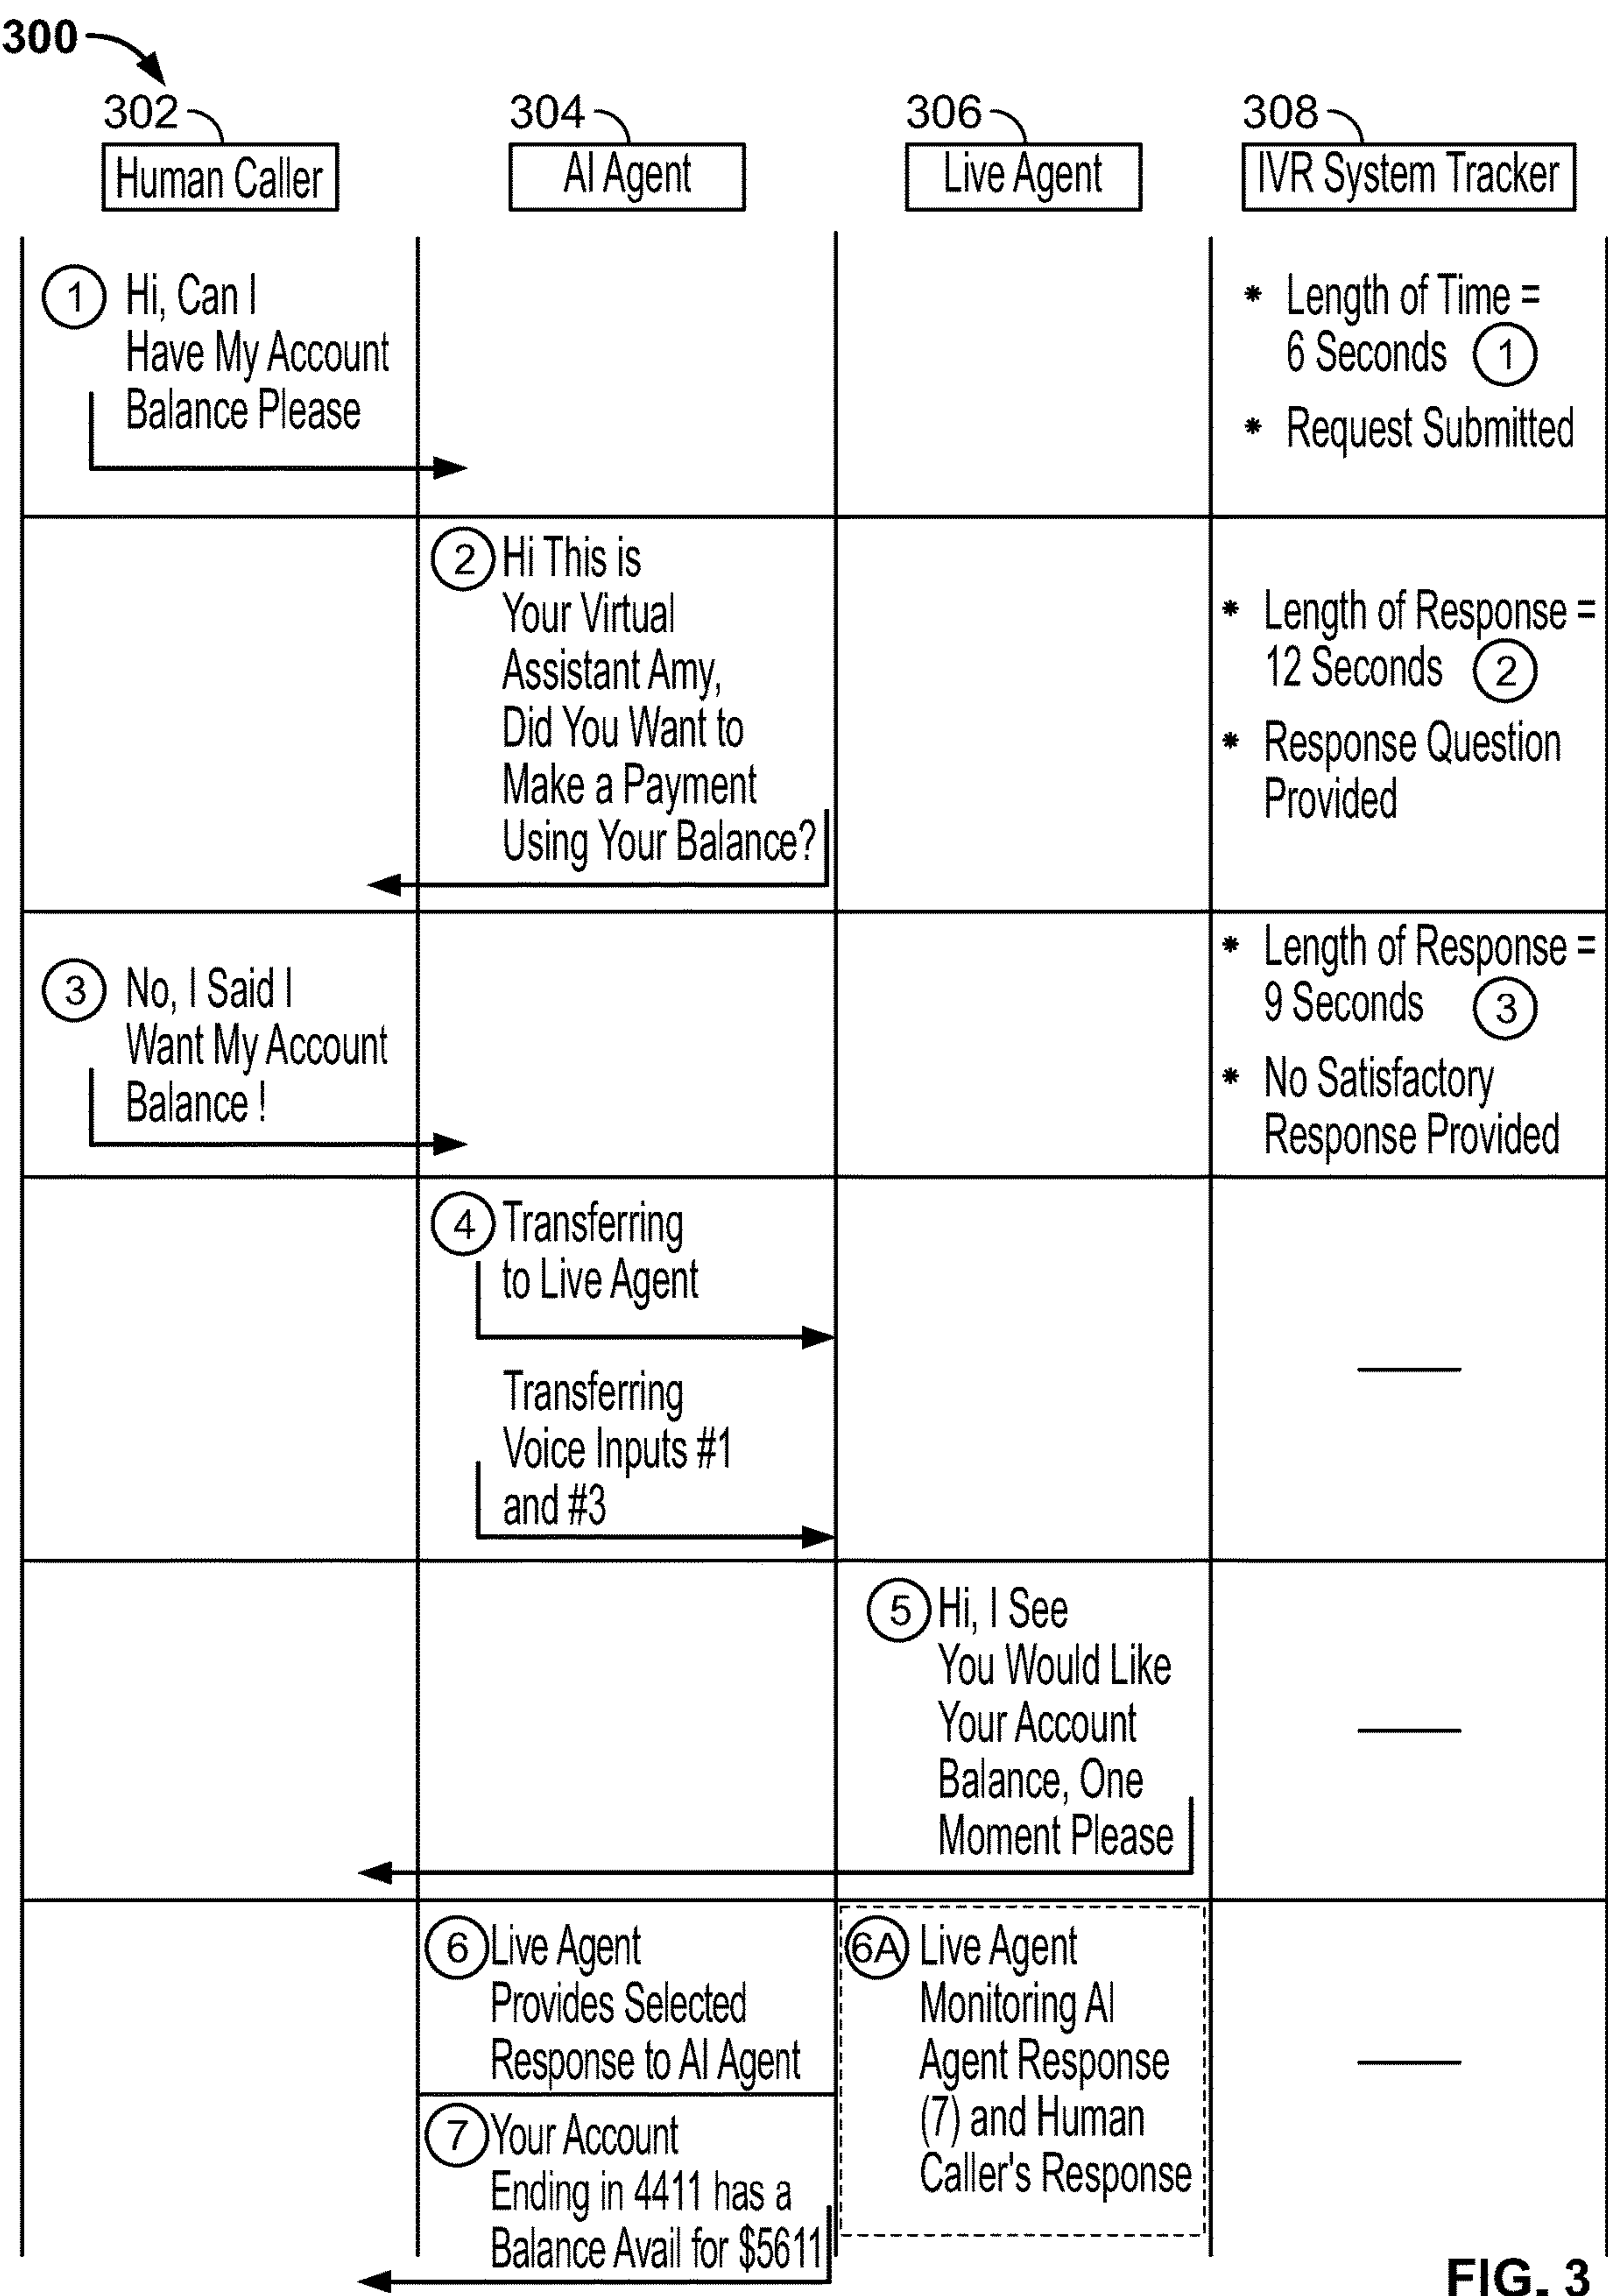 300
302
304
306
308
Human Caller
AI Agent
Live Agent
IVR System Tracker
1 Hi, Can I
Have My Account
Balance Please
* Length of Time =
6 Seconds 1
* Request Submitted
2 Hi This is
Your Virtual
Assistant Amy,
Did You Want to
Make a Payment
Using Your Balance?
* Length of Response =
12 Seconds 2
* Response Question
Provided
3 No, I Said I
Want My Account
Balance !
* Length of Response =
9 Seconds 3
* No Satisfactory
Response Provided
4 Transferring
to Live Agent
Transferring
Voice Inputs #1
and #3
5 Hi, I See
You Would Like
Your Account
Balance, One
Moment Please
6 Live Agent
Provides Selected
Response to AI Agent
6A Live Agent
Monitoring AI
Agent Response
(7) and Human
Caller's Response
7 Your Account
Ending in 4411 has a
Balance Avail for $5611
FIG. 3